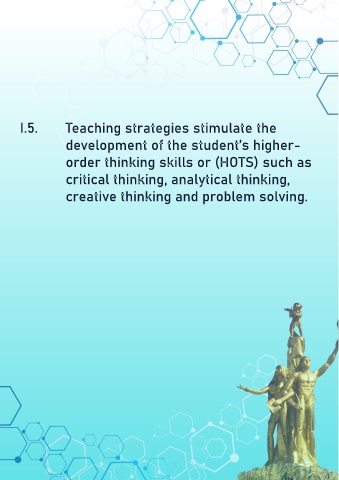 I.5. Teaching strategies stimulate the
development of the student's higher-
order thinking skills or (HOTS) such as
critical thinking, analytical thinking,
creative thinking and problem solving.